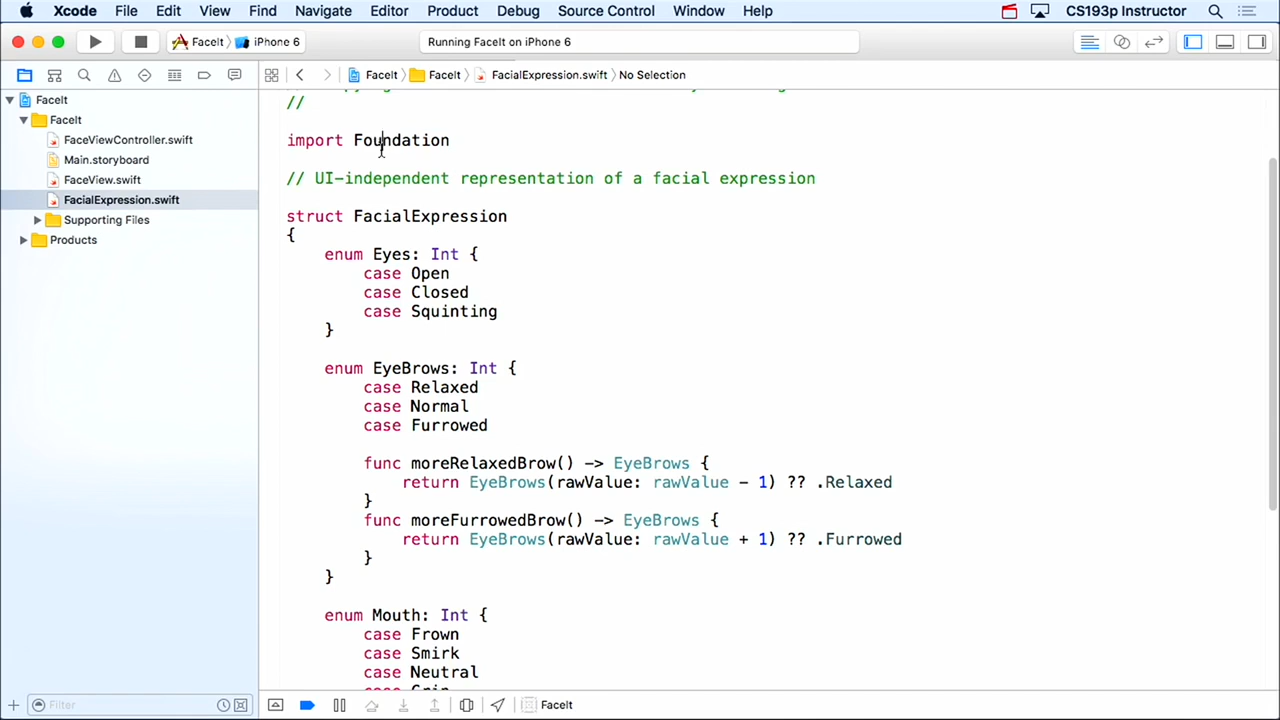 Xcode File Edit View Find Navigate Editor Product Debug Source Control Window Help CS193p Instructor
FaceIt iPhone 6 Running FaceIt on iPhone 6
FaceIt FaceIt FacialExpression.swift No Selection
FaceIt
FaceIt
FaceViewController.swift
Main.storyboard
FaceView.swift
FacialExpression.swift
Supporting Files
Products
//
import Foundation
// UI-independent representation of a facial expression
struct FacialExpression
{
enum Eyes: Int {
case Open
case Closed
case Squinting
}
enum EyeBrows: Int {
case Relaxed
case Normal
case Furrowed
func moreRelaxedBrow() -> EyeBrows {
return EyeBrows(rawValue: rawValue - 1) ?? .Relaxed
}
func moreFurrowedBrow() -> EyeBrows {
return EyeBrows(rawValue: rawValue + 1) ?? .Furrowed
}
}
enum Mouth: Int {
case Frown
case Smirk
case Neutral
Filter FaceIt